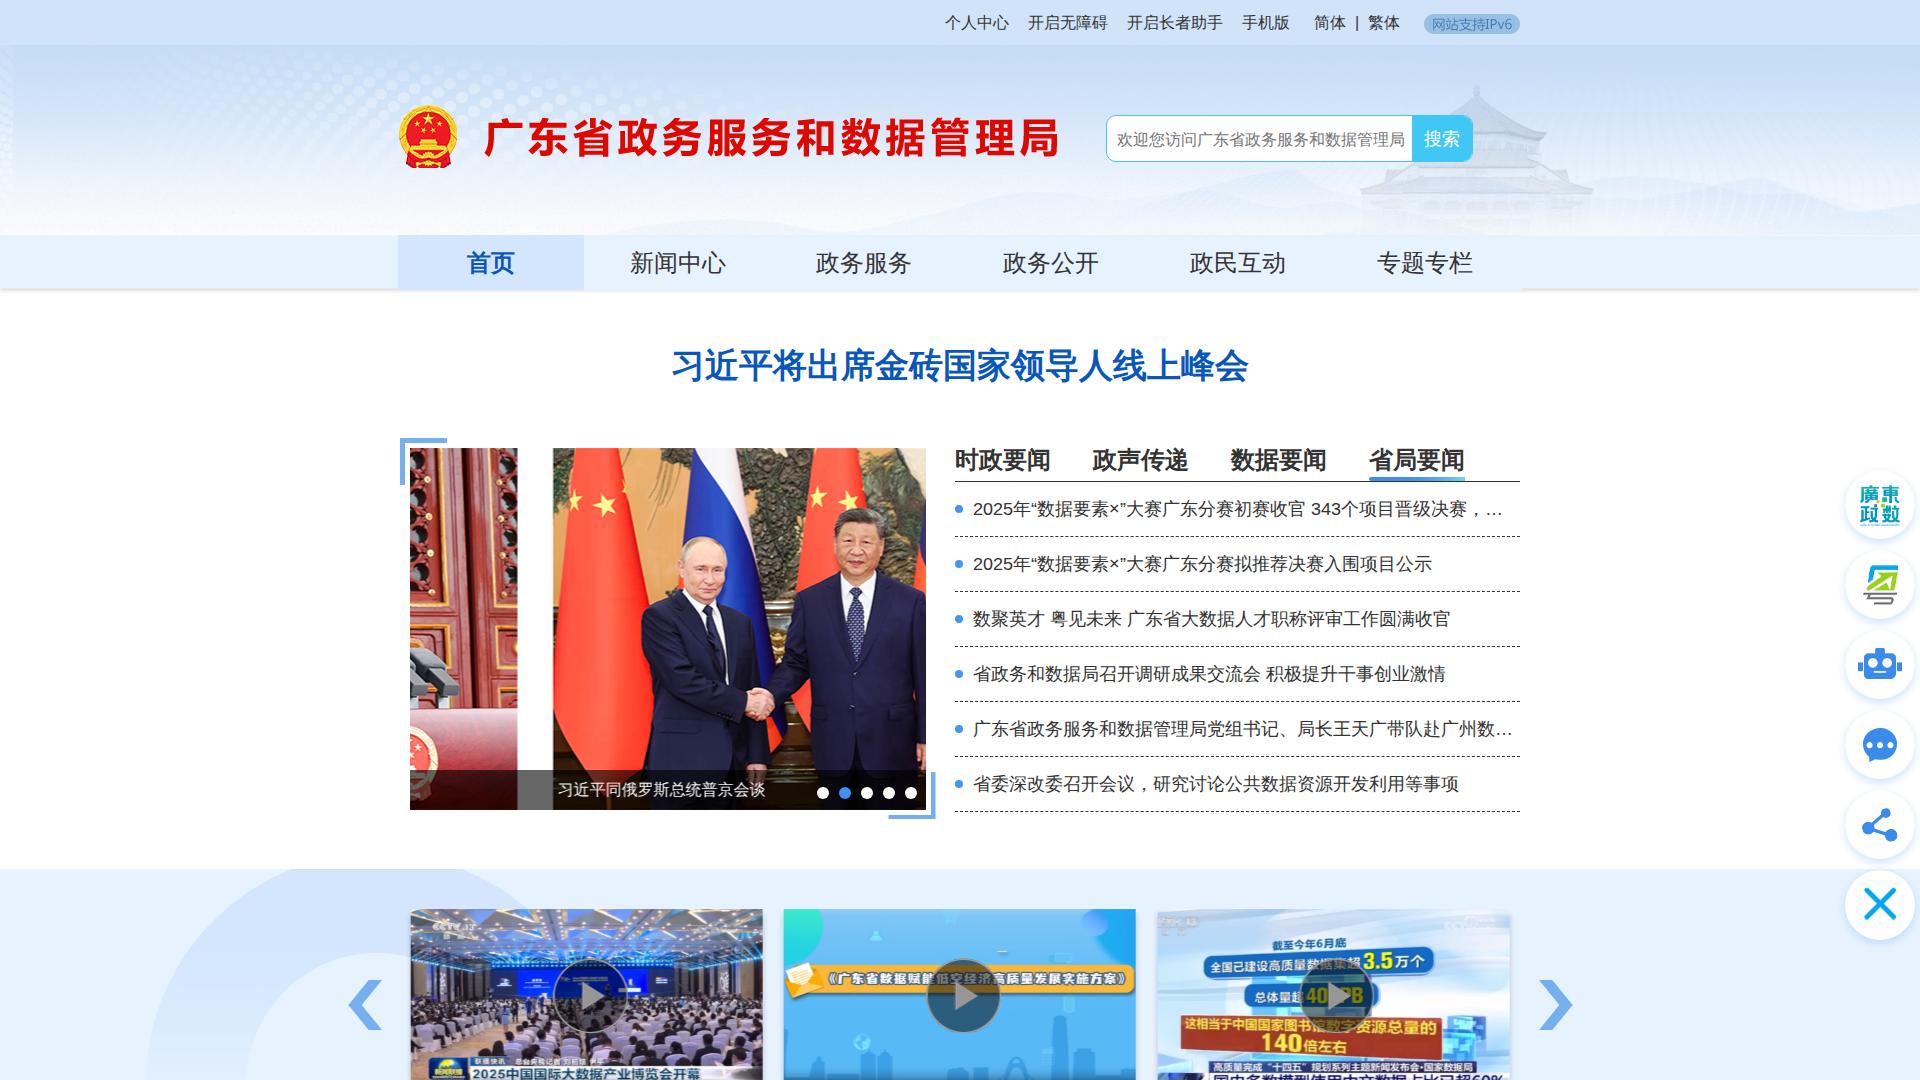 个人中心 开启无障碍 开启长者助手 手机版 简体 | 繁体 网站支持IPv6
广东省政务服务和数据管理局
欢迎您访问广东省政务服务和数据管理局 搜索
首页 新闻中心 政务服务 政务公开 政民互动 专题专栏
习近平将出席金砖国家领导人线上峰会
习近平同俄罗斯总统普京会谈
时政要闻 政声传递 数据要闻 省局要闻
2025年“数据要素×”大赛广东分赛初赛收官 343个项目晋级决赛，…
2025年“数据要素×”大赛广东分赛拟推荐决赛入围项目公示
数聚英才 粤见未来 广东省大数据人才职称评审工作圆满收官
省政务和数据局召开调研成果交流会 积极提升干事创业激情
广东省政务服务和数据管理局党组书记、局长王天广带队赴广州数…
省委深改委召开会议，研究讨论公共数据资源开发利用等事项
廣東
政数
CCTV 13
新闻联播
联播快讯
2025中国国际大数据产业博览会开幕
《广东省数据赋能低空经济高质量发展实施方案》
截至今年6月底
全国已建设高质量数据集超3.5万个
总体量超40 PB
这相当于中国国家图书馆数字资源总量的
140倍左右
高质量完成“十四五”规划系列主题新闻发布会·国家数据局